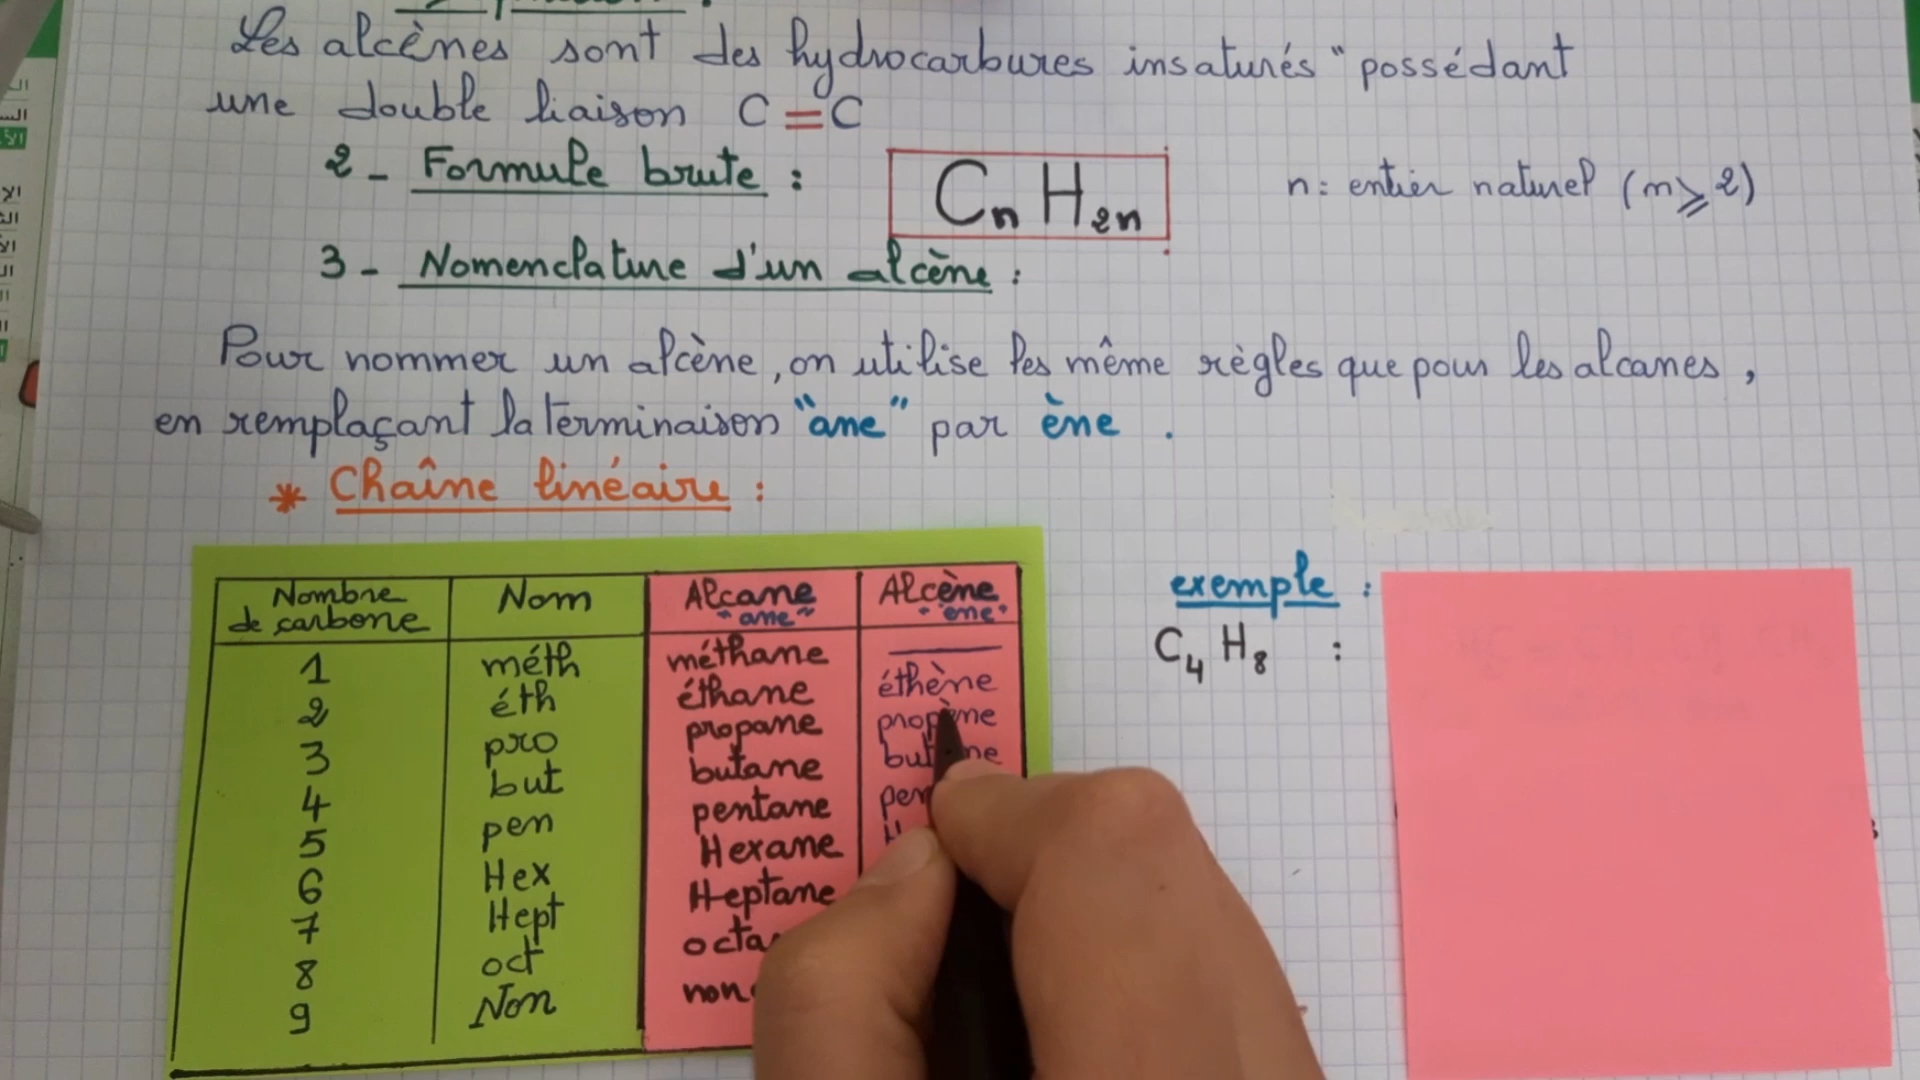 Les alcènes sont des hydrocarbures insaturés " possédant
une double liaison C = C
2 - Formule brute :
CnH2n
n: entier naturel (n ⩾ 2)
3 - Nomenclature d'un alcène :
Pour nommer un alcène, on utilise les même règles que pour les alcanes,
en remplaçant la terminaison "ane" par ène .
* Chaîne linéaire :
Nombre de carbone Nom Alcane "ane" Alcène "ène"
1 méth méthane
2 éth éthane éthène
3 pro propane propène
4 but butane
5 pen pentane
6 Hex Hexane
7 Hept Heptane
8 oct
9 Non
exemple :
C4H8 :